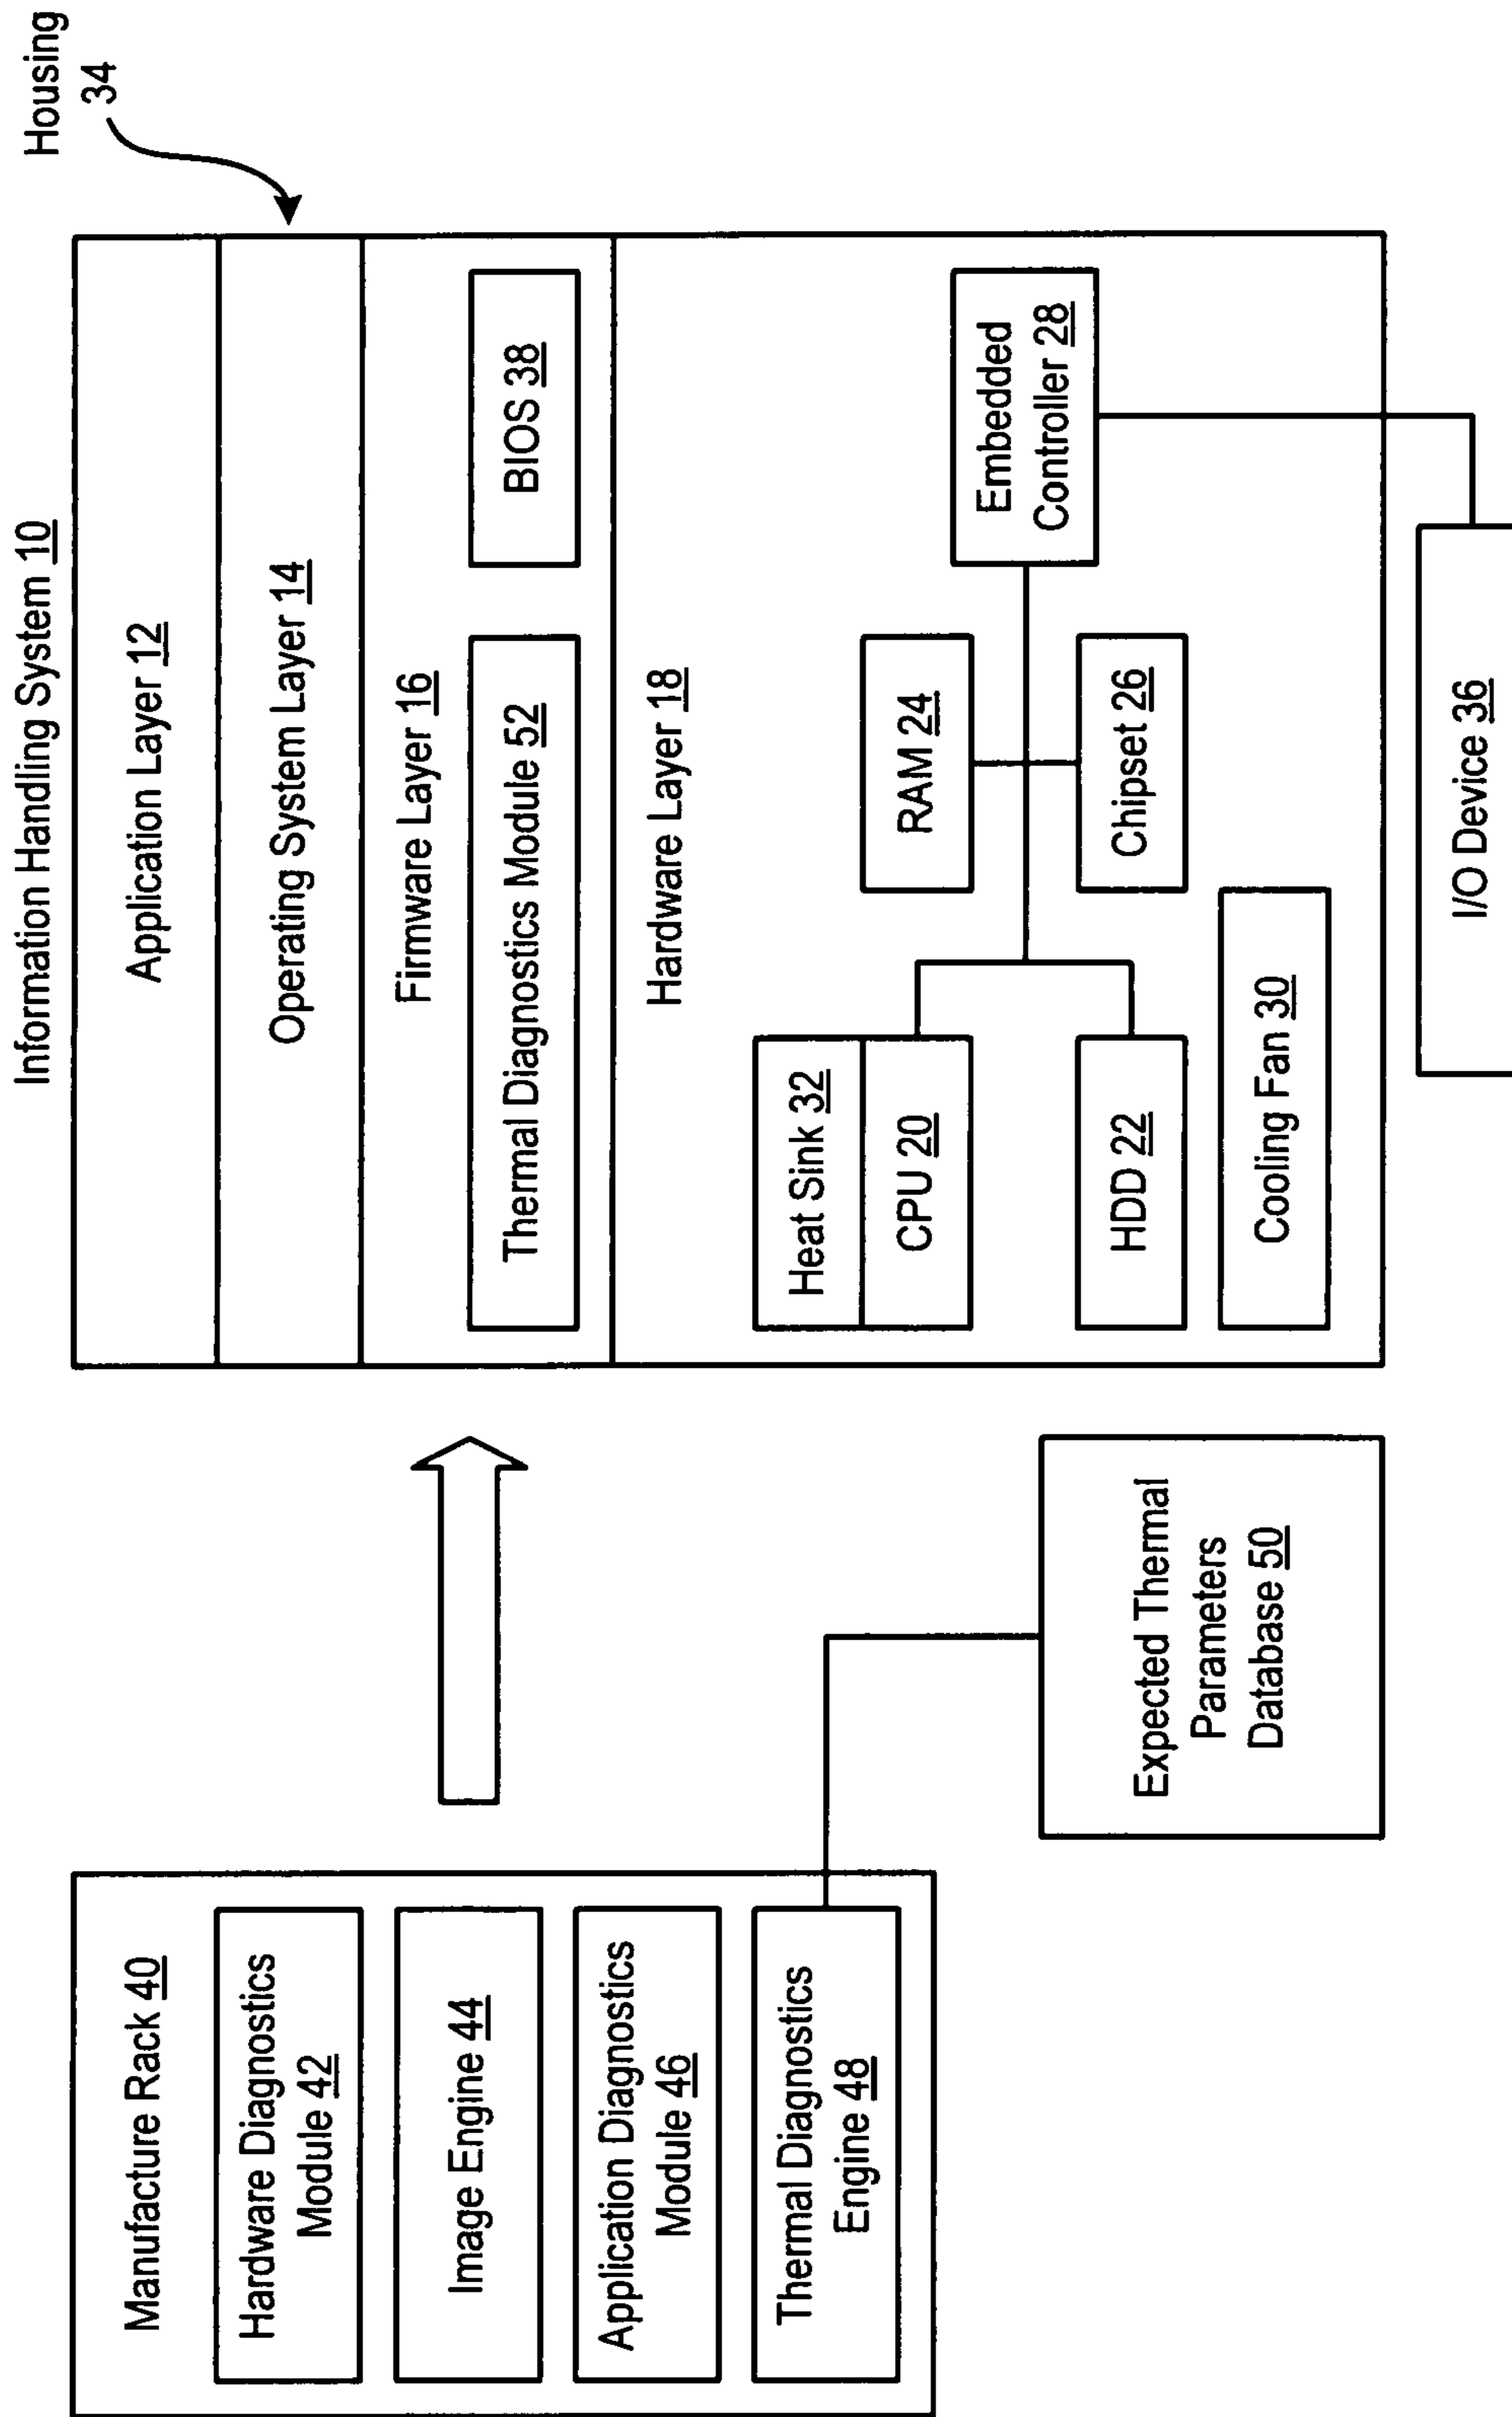 Manufacture Rack 40
Hardware Diagnostics
Module 42
Image Engine 44
Application Diagnostics
Module 46
Thermal Diagnostics
Engine 48
Expected Thermal
Parameters
Database 50
Information Handling System 10
Housing
34
Application Layer 12
Operating System Layer 14
Firmware Layer 16
Thermal Diagnostics Module 52
BIOS 38
Hardware Layer 18
Heat Sink 32
CPU 20
HDD 22
Cooling Fan 30
RAM 24
Chipset 26
Embedded
Controller 28
I/O Device 36